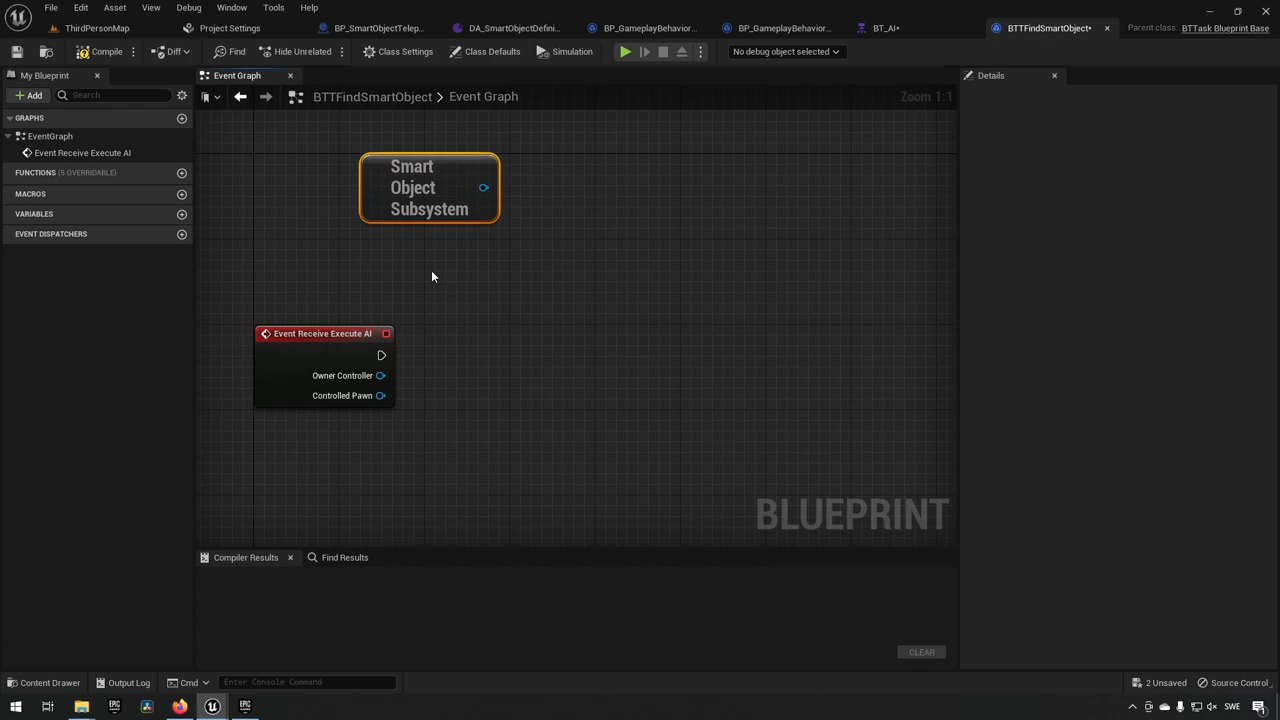 File Edit Asset View Debug Window Tools Help
ThirdPersonMap Project Settings BP_SmartObjectTelep... DA_SmartObjectDefini... BP_GameplayBehavior... BP_GameplayBehavior... BT_AI* BTTFindSmartObject* Parent class: BTTask Blueprint Base
Compile Diff Find Hide Unrelated Class Settings Class Defaults Simulation No debug object selected
My Blueprint Event Graph Details
Add Search BTTFindSmartObject > Event Graph Zoom 1:1
GRAPHS
EventGraph
Event Receive Execute AI
FUNCTIONS (5 OVERRIDABLE)
MACROS
VARIABLES
EVENT DISPATCHERS
Smart
Object
Subsystem
Event Receive Execute AI
Owner Controller
Controlled Pawn
BLUEPRINT
Compiler Results Find Results
CLEAR
Content Drawer Output Log Cmd Enter Console Command 2 Unsaved Source Control
EPIC GAMES EPIC GAMES SWE